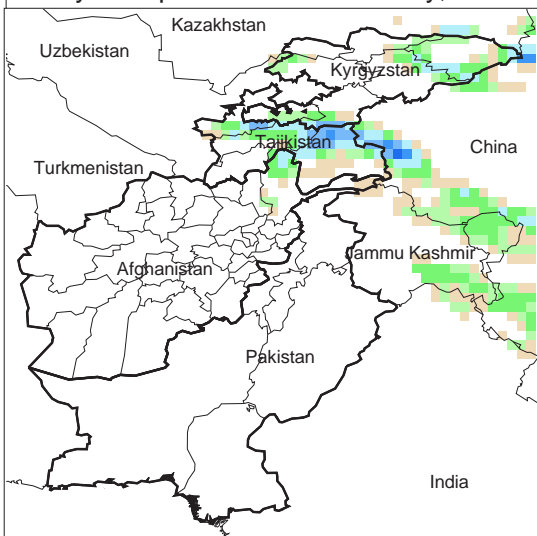 Kazakhstan
Uzbekistan
Kyrgyzstan
Tajikistan
China
Turkmenistan
Jammu Kashmir
Afghanistan
Pakistan
India